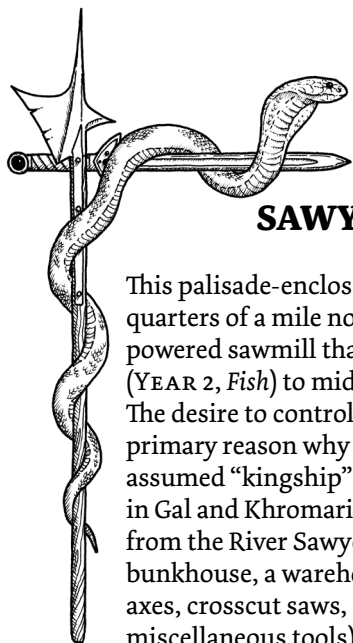 SAWY
This palisade-enclos
quarters of a mile no
powered sawmill tha
(YEAR 2, Fish) to mid
The desire to control
primary reason why
assumed “kingship”
in Gal and Khromari
from the River Sawye
bunkhouse, a wareho
axes, crosscut saws,
miscellaneous tools)